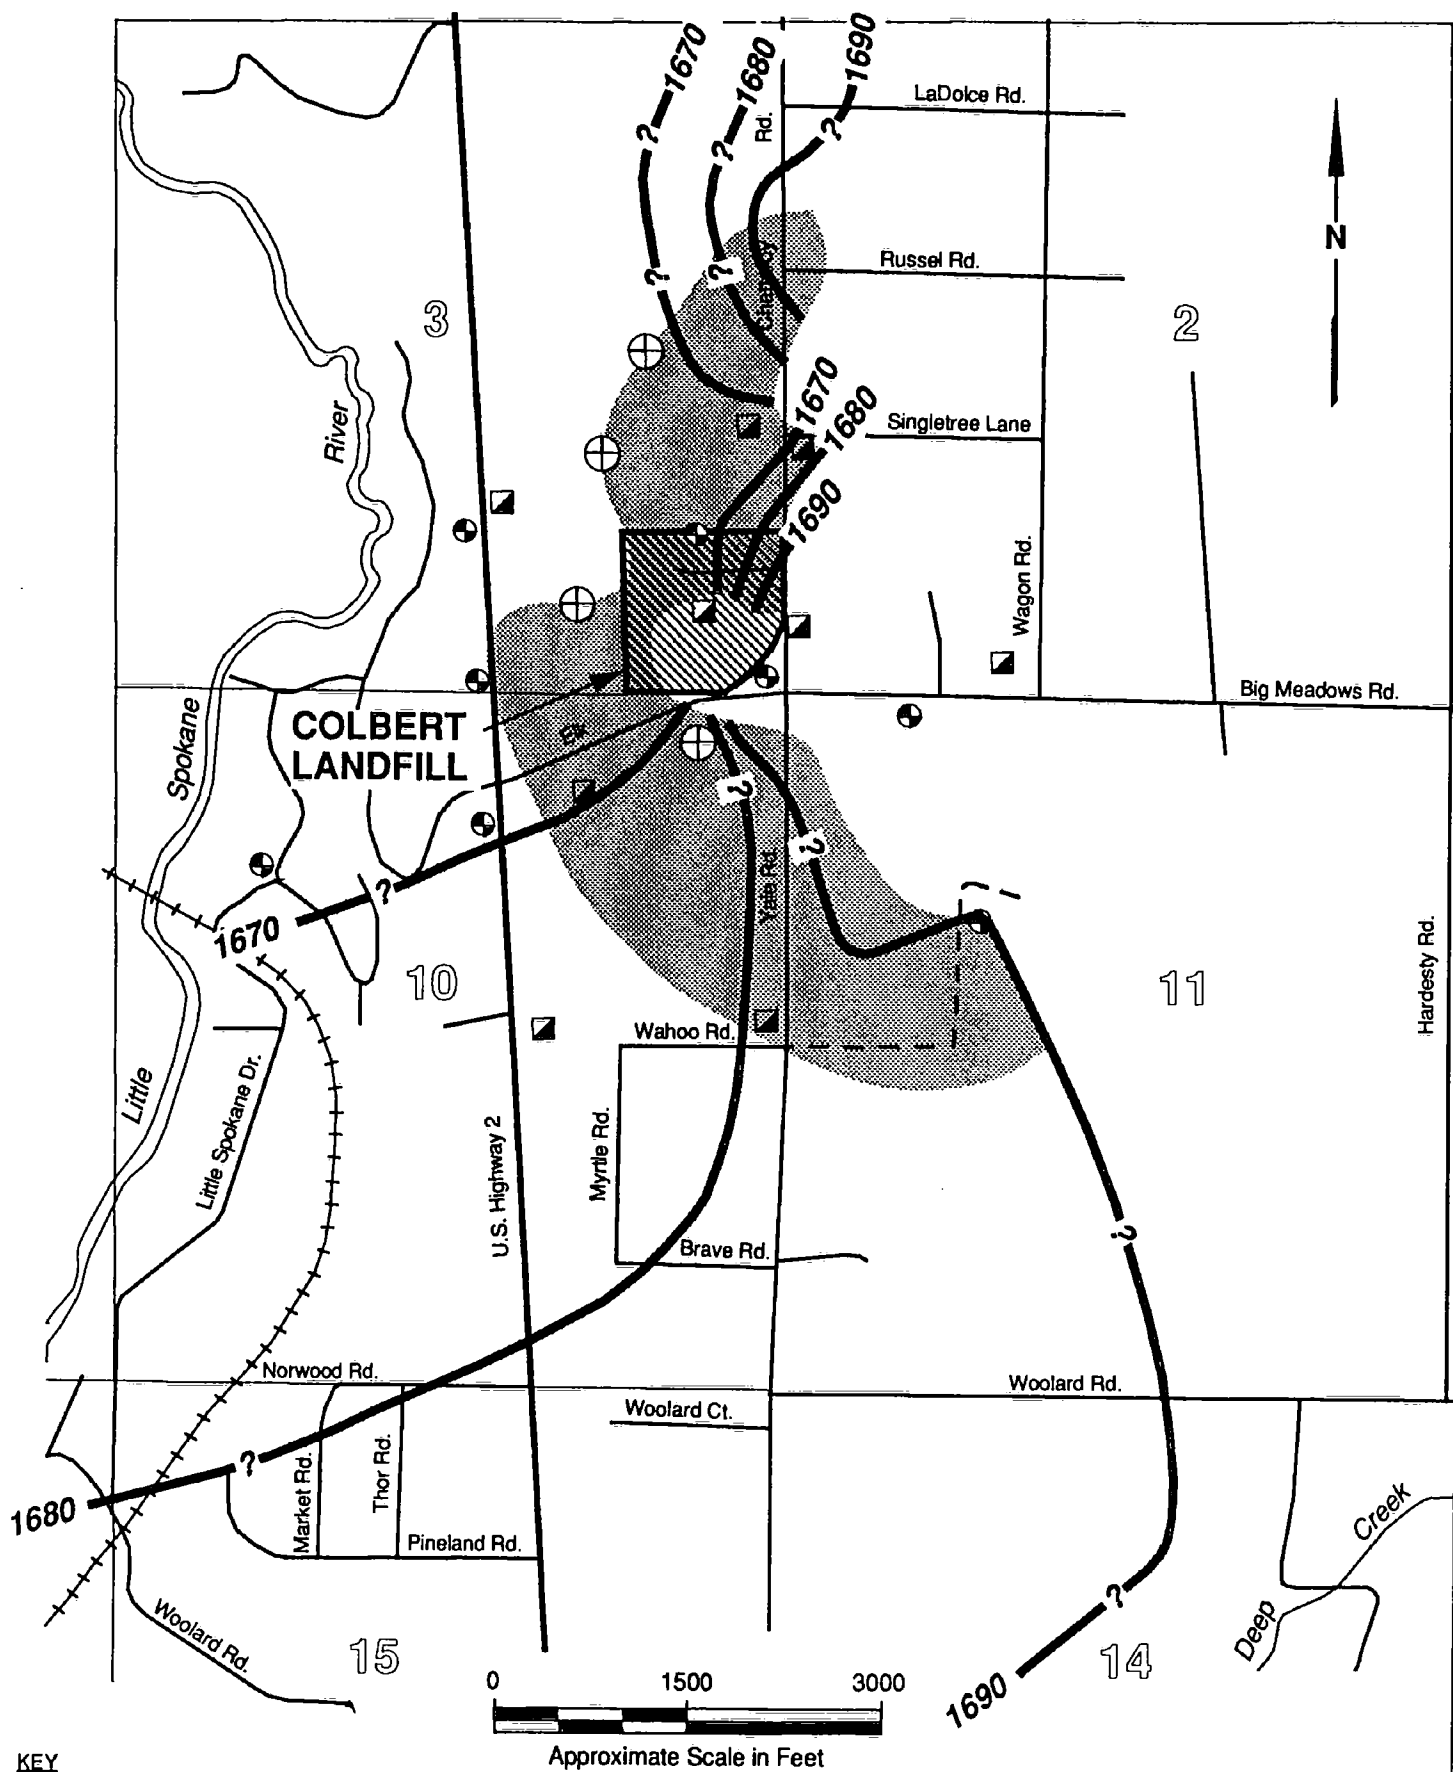 1670
1680
1690
LaDolce Rd.
Rd.
Chaney
?
?
?
N
Russel Rd.
?
?
3
2
1670
1680
Singletree Lane
River
1690
Wagon Rd.
Big Meadows Rd.
COLBERT
LANDFILL
Elk
Spokane
?
?
Yale Rd.
?
1670
10
11
Hardesty Rd.
Wahoo Rd.
Little
Little Spokane Dr.
U.S. Highway 2
Myrtle Rd.
Brave Rd.
?
Norwood Rd.
Woolard Rd.
Woolard Ct.
Market Rd.
Thor Rd.
?
1680
Pineland Rd.
Creek
Deep
?
Woolard Rd.
15
14
1690
0 1500 3000
Approximate Scale in Feet
KEY